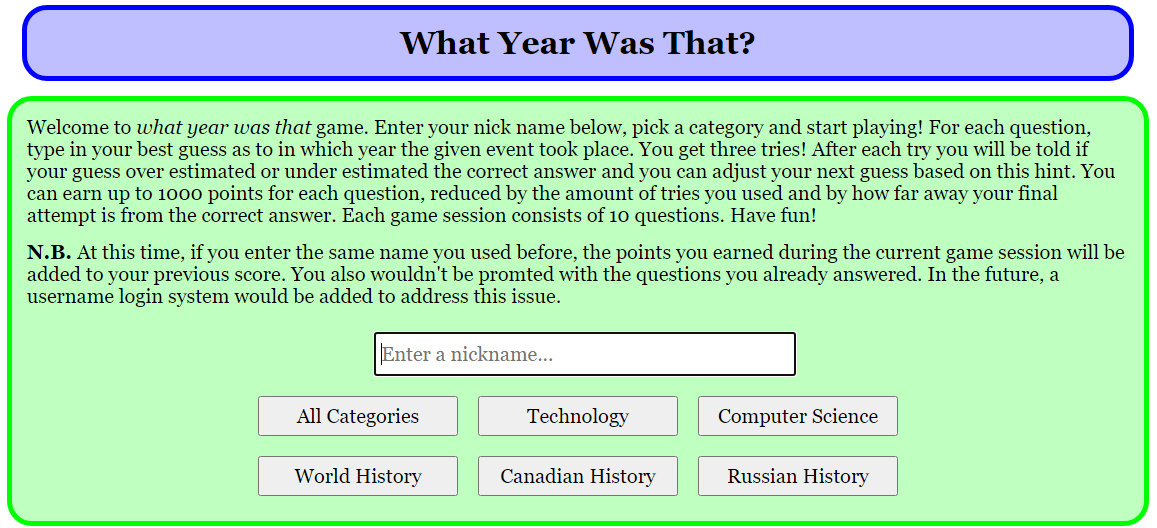 What Year Was That?
Welcome to what year was that game. Enter your nick name below, pick a category and start playing! For each question,
type in your best guess as to in which year the given event took place. You get three tries! After each try you will be told if
your guess over estimated or under estimated the correct answer and you can adjust your next guess based on this hint. You
can earn up to 1000 points for each question, reduced by the amount of tries you used and by how far away your final
attempt is from the correct answer. Each game session consists of 10 questions. Have fun!
N.B. At this time, if you enter the same name you used before, the points you earned during the current game session will be
added to your previous score. You also wouldn't be promted with the questions you already answered. In the future, a
username login system would be added to address this issue.
Enter a nickname...
All Categories Technology Computer Science
World History Canadian History Russian History